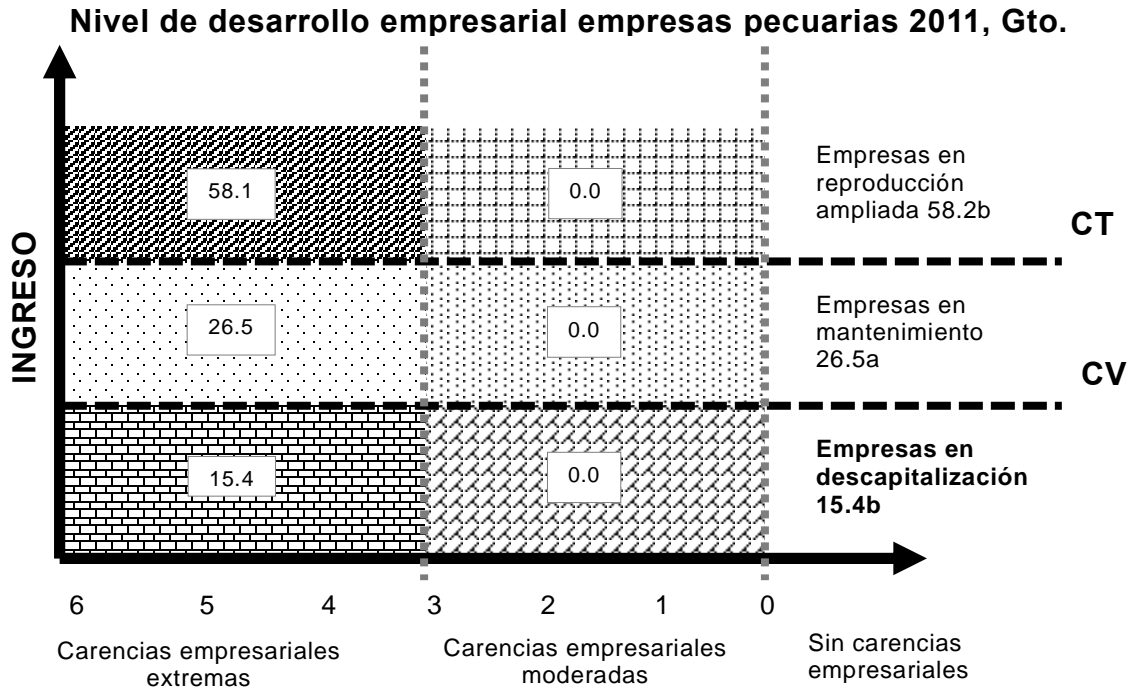 Nivel de desarrollo empresarial empresas pecuarias 2011, Gto.
INGRESO
58.1
0.0
Empresas en
reproducción
ampliada 58.2b
CT
26.5
0.0
Empresas en
mantenimiento
26.5a
CV
15.4
0.0
Empresas en
descapitalización
15.4b
6 5 4 3 2 1 0
Carencias empresariales
extremas
Carencias empresariales
moderadas
Sin carencias
empresariales